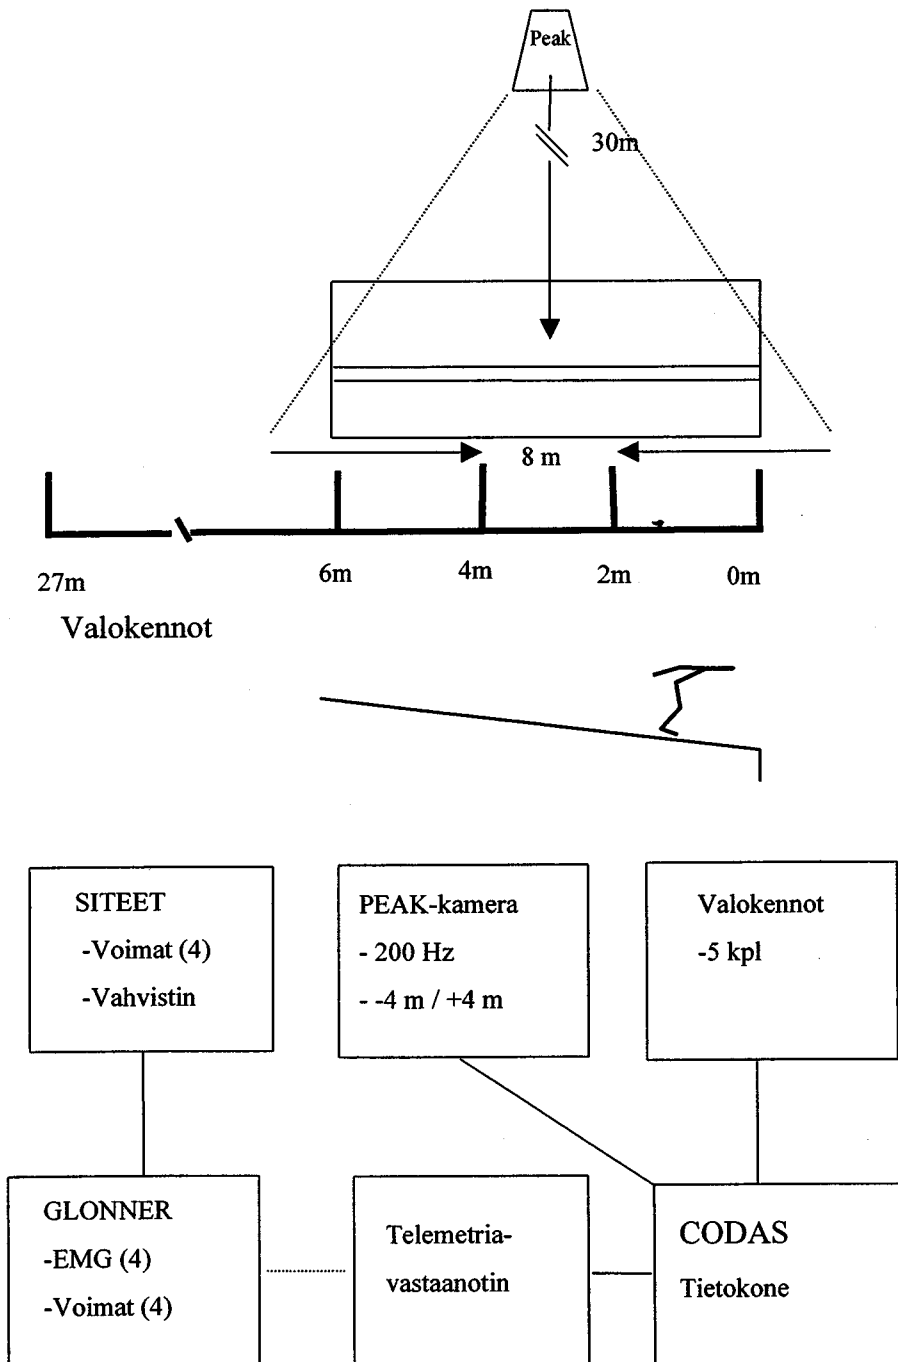 Peak
30m
8 m
27m
6m
4m
2m
0m
Valokennot
SITEET
-Voimat (4)
-Vahvistin
PEAK-kamera
- 200 Hz
- -4 m / +4 m
Valokennot
-5 kpl
GLONNER
-EMG (4)
-Voimat (4)
Telemetria-
vastaanotin
CODAS
Tietokone